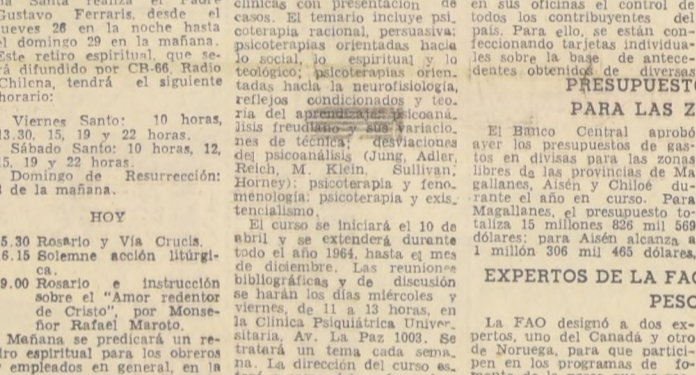 na Santa realiza el Padre
Gustavo Ferraris, desde el
jueves 26 en la noche hasta
el domingo 29 en la mañana.
Este retiro espiritual, que se-
rá difundido por CB-66, Radio
Chilena, tendrá el siguiente
horario:
Viernes Santo: 10 horas,
13.30, 15, 19 y 22 horas.
Sábado Santo: 10 horas, 12,
15, 19 y 22 horas.
Domingo de Resurrección:
de la mañana.
HOY
5.30 Rosario y Vía Crucis.
6.15 Solemne acción litúrgi-
ca.
9.00 Rosario e instrucción
sobre el "Amor redentor
de Cristo", por Monse-
ñor Rafael Maroto.
Mañana se predicará un re-
tiro espiritual para los obreros
y empleados en general, en la
clínicas con presentación de
casos. El temario incluye psi_
coterapia racional, persuasiva;
psicoterapias orientadas hacia
lo social, lo espiritual y lo
teológico; psicoterapias orien_
tadas hacia la neurofisiología,
reflejos condicionados y teo_
ría del aprendizaje; psicoaná_
lisis freudiano y sus variacio_
nes de técnica; desviaciones
del psicoanálisis (Jung, Adler,
Reich, M. Klein, Sullivan,
Horney); psicoterapia y feno_
menología; psicoterapia y exis_
tencialismo.
El curso se iniciará el 10 de
abril y se extenderá durante
todo el año 1964, hasta el mes
de diciembre. Las reuniones
bibliográficas y de discusión
se harán los días miércoles y
viernes, de 11 a 13 horas, en
la Clínica Psiquiátrica Univer_
sitaria, Av. La Paz 1003. Se
tratará un tema cada sema_
na. La dirección del curso es_
en sus oficinas el control de
todos los contribuyentes del
país. Para ello, se están con-
feccionando tarjetas individua-
les sobre la base de antece-
dentes obtenidos de diversas
PRESUPUEST
PARA LAS Z
El Banco Central aprobó
ayer los presupuestos de gas-
tos en divisas para las zonas
libres de las provincias de Ma
gallanes, Aisén y Chiloé du-
rante el año en curso. Para
Magallanes, el presupuesto to-
taliza 15 millones 826 mil 569
dólares; para Aisén alcanza a
1 millón 306 mil 465 dólares,
EXPERTOS DE LA FAO
PESC
La FAO designó a dos ex-
pertos, uno del Canadá y otro
de Noruega, para que partici-
pen en los programas de fo-